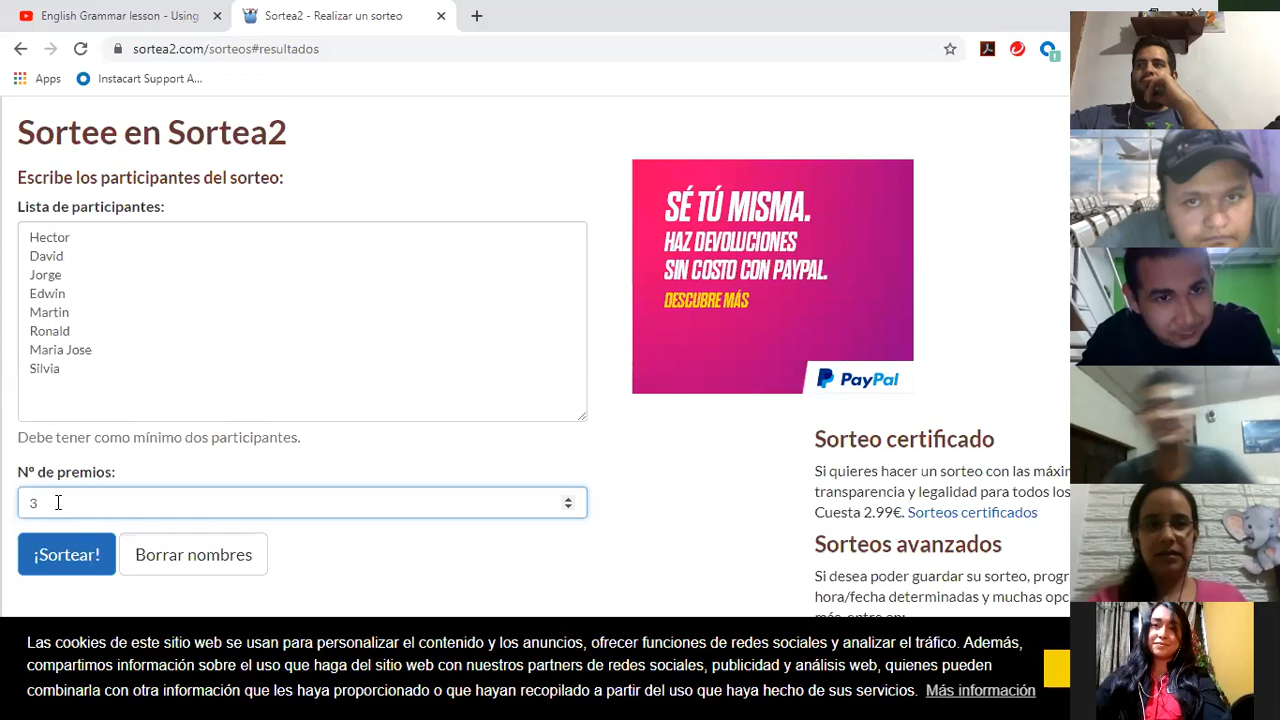 English Grammar lesson - Using
Sortea2 - Realizar un sorteo
sortea2.com/sorteos#resultados
Apps
Instacart Support A...
Sortee en Sortea2
Escribe los participantes del sorteo:
Lista de participantes:
Hector
David
Jorge
Edwin
Martin
Ronald
Maria Jose
Silvia
Debe tener como mínimo dos participantes.
Nº de premios:
3
¡Sortear!
Borrar nombres
SÉ TÚ MISMA.
HAZ DEVOLUCIONES
SIN COSTO CON PAYPAL.
DESCUBRE MÁS
PayPal
Sorteo certificado
Si quieres hacer un sorteo con las máxim
transparencia y legalidad para todos los
Cuesta 2.99€. Sorteos certificados
Sorteos avanzados
Si desea poder guardar su sorteo, progr
hora/fecha determinadas y muchas opc
más entre en:
Las cookies de este sitio web se usan para personalizar el contenido y los anuncios, ofrecer funciones de redes sociales y analizar el tráfico. Además,
compartimos información sobre el uso que haga del sitio web con nuestros partners de redes sociales, publicidad y análisis web, quienes pueden
combinarla con otra información que les haya proporcionado o que hayan recopilado a partir del uso que haya hecho de sus servicios. Más información